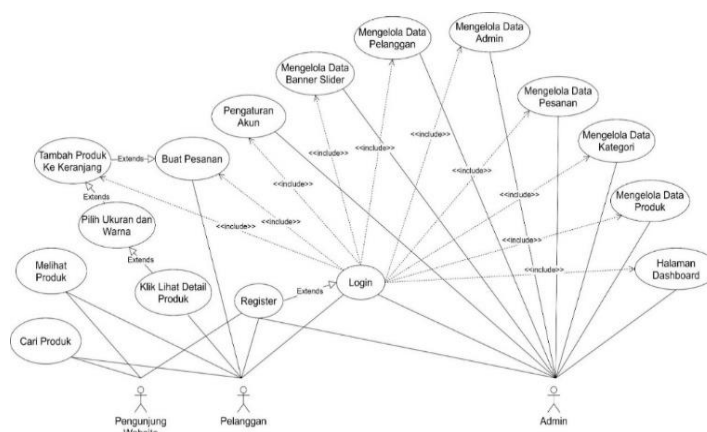 Mengelola Data
Pelanggan
Mengelola Data
Admin
Mengelola Data
Banner Slider
Mengelola Data
Pesanan
Pengaturan
Akun
Mengelola Data
Kategori
Tambah Produk
Ke Keranjang
Extends
Buat Pesanan
<<include>>
<<include>>
<<include>>
<<include>>
<<include>>
<<include>>
<<include>>
<<include>>
<<include>>
<<include>>
Mengelola Data
Produk
Extends
Pilih Ukuran dan
Warna
Extends
Melihat
Produk
Klik Lihat Detail
Produk
Register
Extends
Login
Halaman
Dashboard
Cari Produk
Pengunjung
Website
Pelanggan
Admin